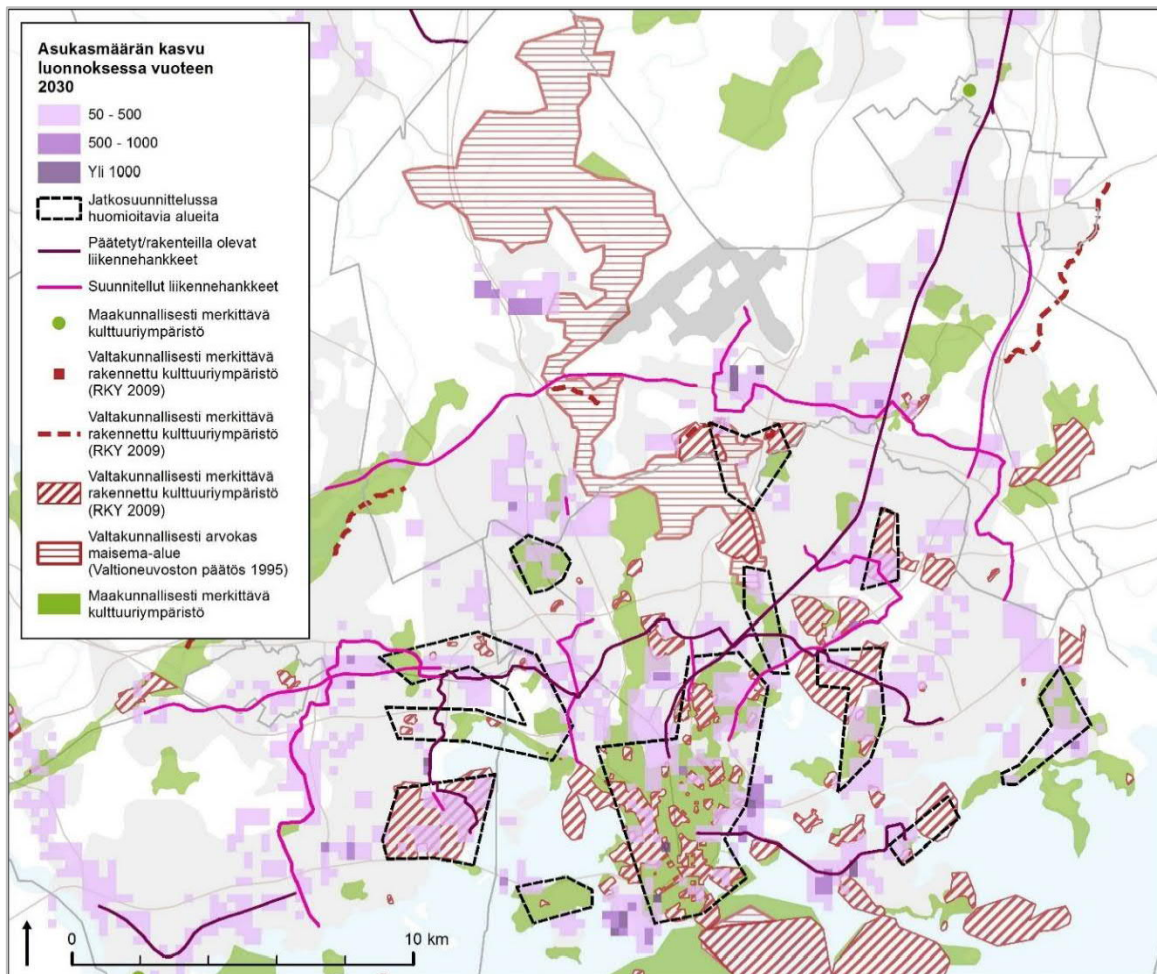 Asukasmäärän kasvu
luonnoksessa vuoteen
2030
50 - 500
500 - 1000
Yli 1000
Jatkosuunnittelussa
huomioitavia alueita
Päätetyt/rakenteilla olevat
liikennehankkeet
Suunnitellut liikennehankkeet
Maakunnallisesti merkittävä
kulttuuriympäristö
Valtakunnallisesti merkittävä
rakennettu kulttuuriympäristö
(RKY 2009)
Valtakunnallisesti merkittävä
rakennettu kulttuuriympäristö
(RKY 2009)
Valtakunnallisesti merkittävä
rakennettu kulttuuriympäristö
(RKY 2009)
Valtakunnallisesti arvokas
maisema-alue
(Valtioneuvoston päätös 1995)
Maakunnallisesti merkittävä
kulttuuriympäristö
0
10 km